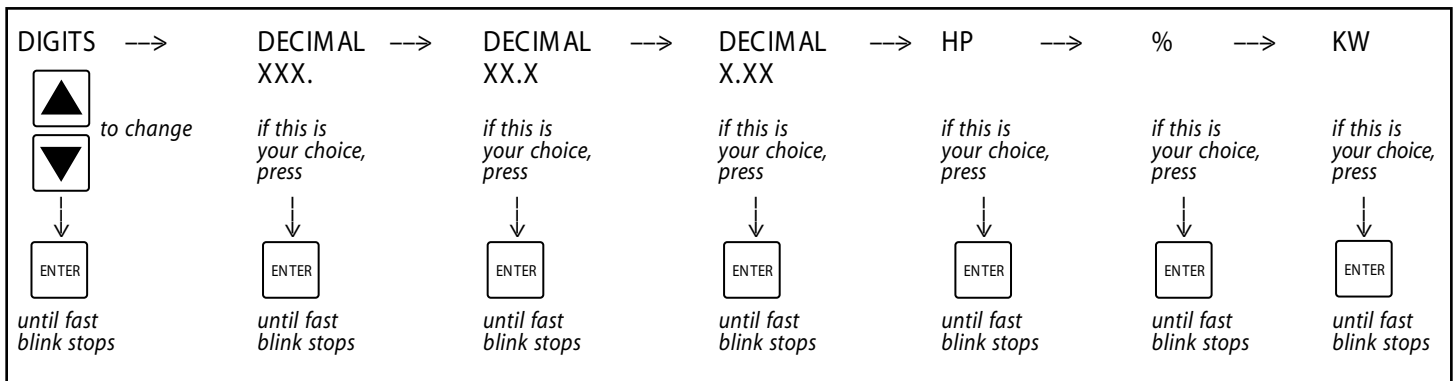 DIGITS --> DECIMAL --> DECIMAL --> DECIMAL --> HP --> % --> KW
XXX. XX.X X.XX
to change
if this is if this is if this is if this is if this is if this is
your choice, your choice, your choice, your choice, your choice, your choice,
press press press press press press
ENTER ENTER ENTER ENTER ENTER ENTER ENTER
until fast until fast until fast until fast until fast until fast until fast
blink stops blink stops blink stops blink stops blink stops blink stops blink stops